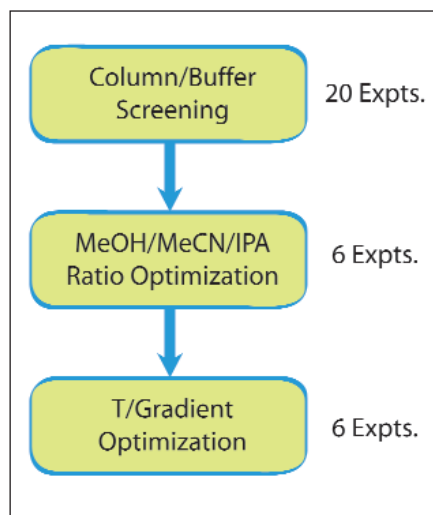 Column/Buffer
Screening
20 Expts.
MeOH/MeCN/IPA
Ratio Optimization
6 Expts.
T/Gradient
Optimization
6 Expts.